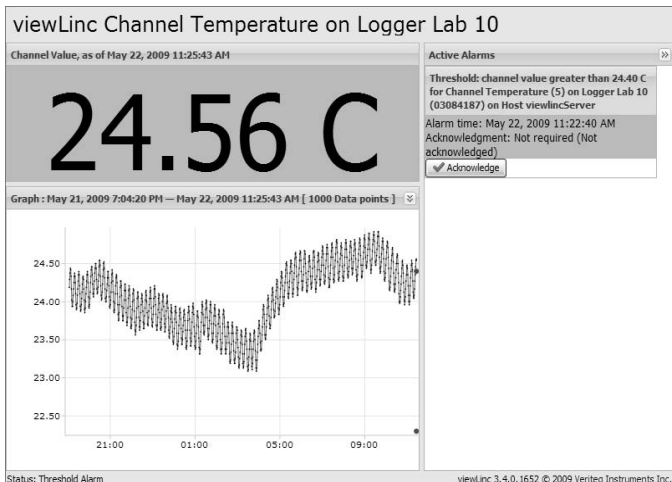 viewLinc Channel Temperature on Logger Lab 10
Channel Value, as of May 22, 2009 11:25:43 AM
24.56 C
Graph : May 21, 2009 7:04:20 PM — May 22, 2009 11:25:43 AM [ 1000 Data points ]
24.50
24.00
23.50
23.00
22.50
21:00
01:00
05:00
09:00
Active Alarms
Threshold: channel value greater than 24.40 C
for Channel Temperature (5) on Logger Lab 10
(03084187) on Host viewlincServer
Alarm time: May 22, 2009 11:22:40 AM
Acknowledgment: Not required (Not
acknowledged)
Acknowledge
Status: Threshold Alarm
viewLinc 3.4.0.1652 © 2009 Veriteq Instruments Inc.